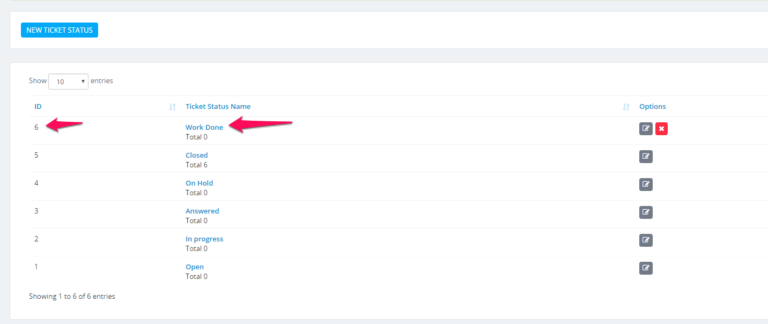 NEW TICKET STATUS
Show 10 entries
ID Ticket Status Name Options
6 Work Done
Total 0
5 Closed
Total 6
4 On Hold
Total 0
3 Answered
Total 0
2 In progress
Total 0
1 Open
Total 0
Showing 1 to 6 of 6 entries